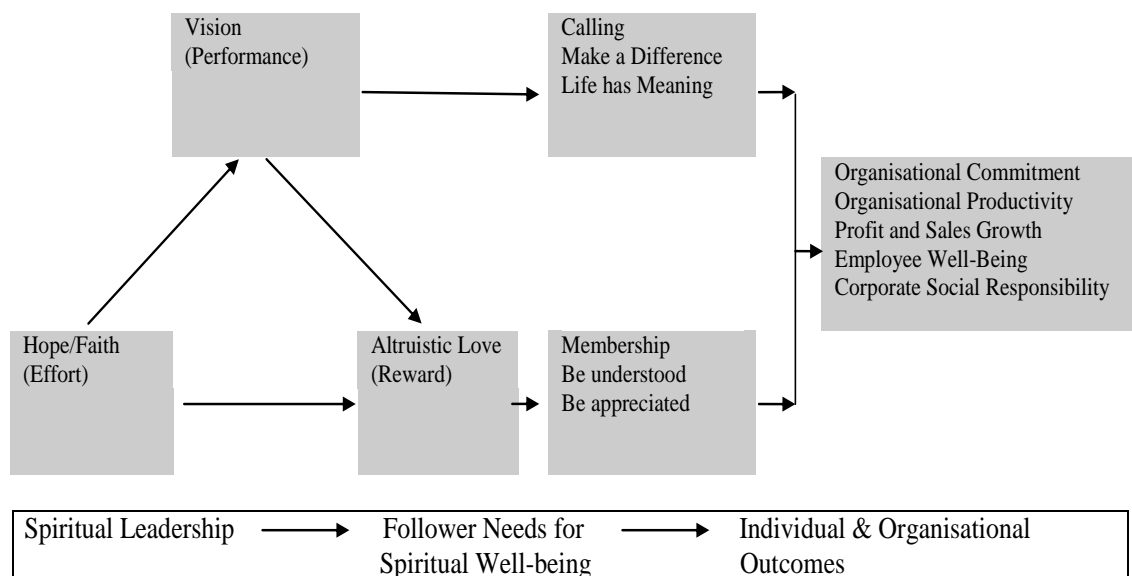 Vision
(Performance)
Calling
Make a Difference
Life has Meaning
Organisational Commitment
Organisational Productivity
Profit and Sales Growth
Employee Well-Being
Corporate Social Responsibility
Hope/Faith
(Effort)
Altruistic Love
(Reward)
Membership
Be understood
Be appreciated
Spiritual Leadership
Follower Needs for
Spiritual Well-being
Individual & Organisational
Outcomes